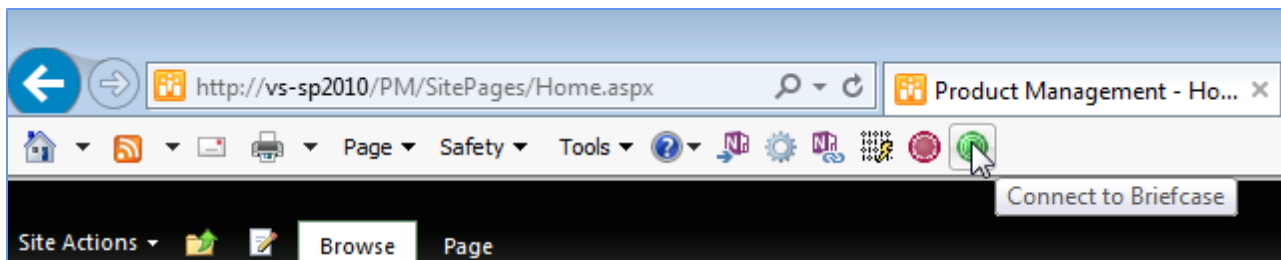 http://vs-sp2010/PM/SitePages/Home.aspx
Product Management - Ho...
Page Safety Tools
Connect to Briefcase
Site Actions Browse Page